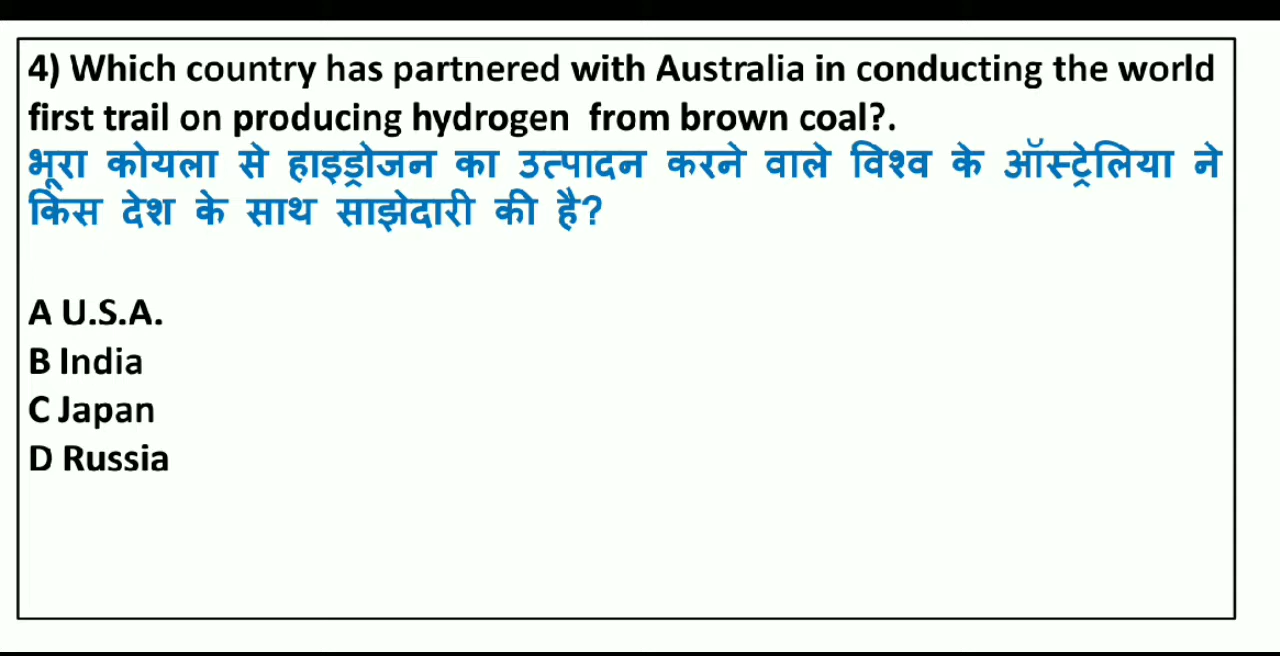 4) Which country has partnered with Australia in conducting the world
first trail on producing hydrogen from brown coal?.
भूरा कोयला से हाइड्रोजन का उत्पादन करने वाले विश्व के ऑस्ट्रेलिया ने
किस देश के साथ साझेदारी की है?
A U.S.A.
B India
C Japan
D Russia